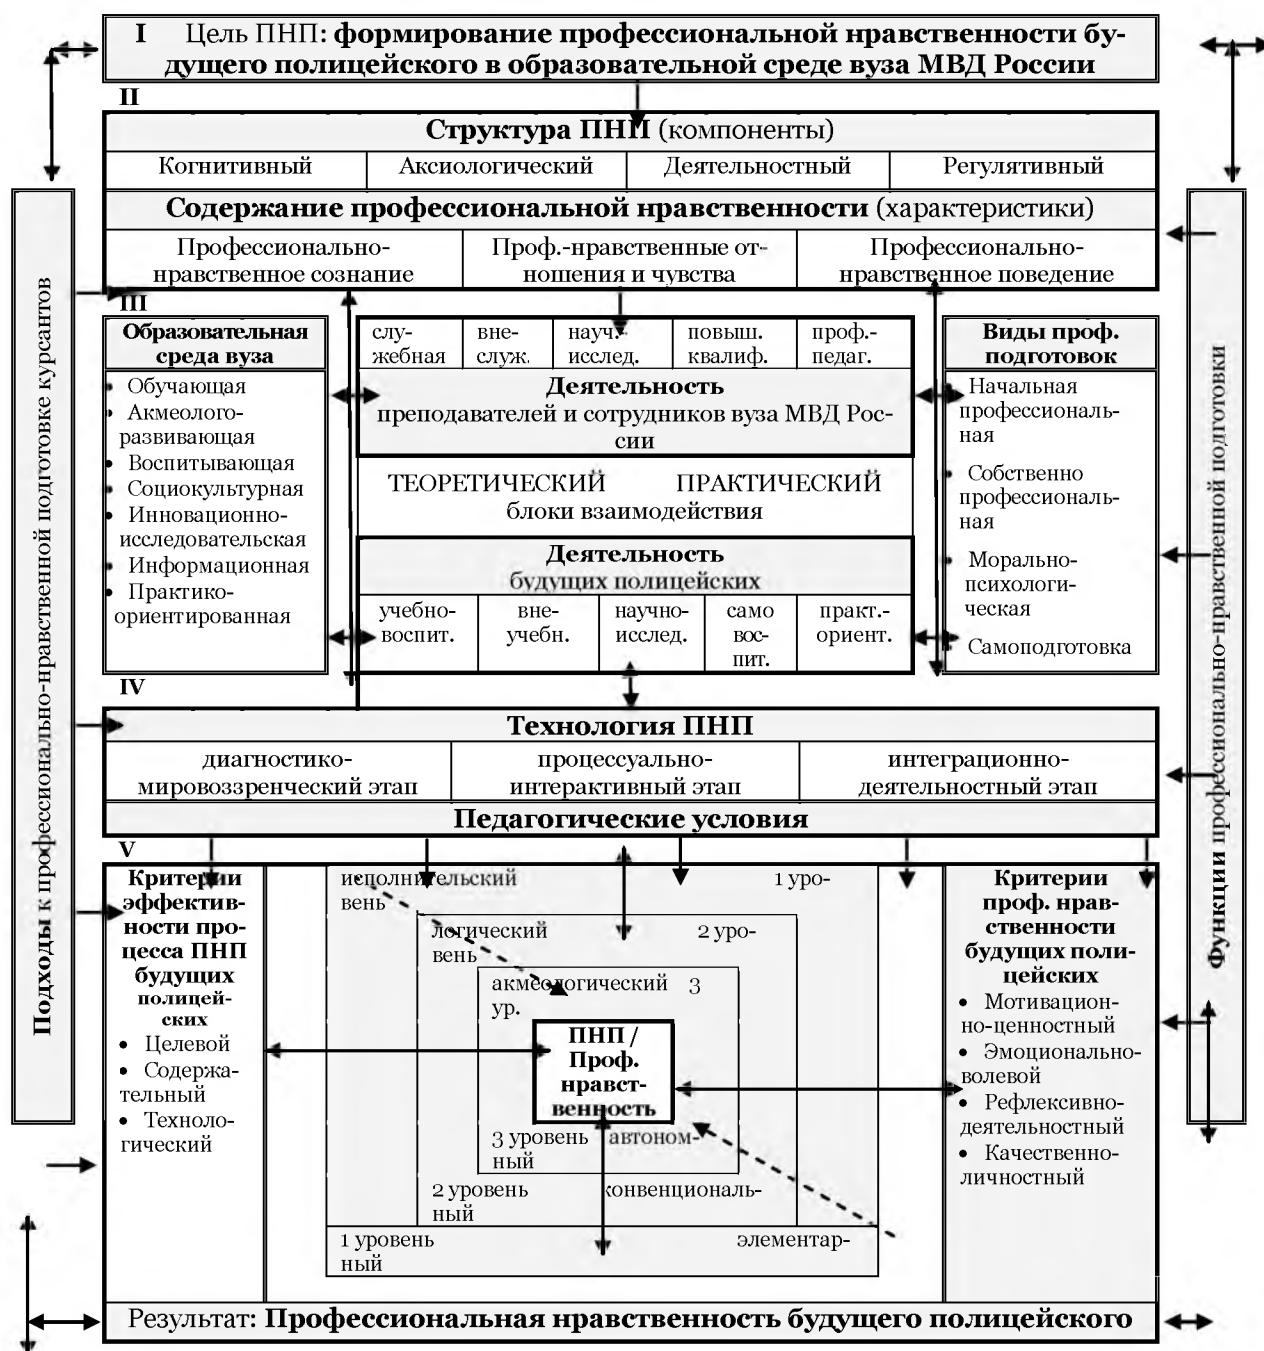 I Цель ПНП: формирование профессиональной нравственности бу-
дущего полицейского в образовательной среде вуза МВД России
II
Структура ПНП (компоненты)
Когнитивный Аксиологический Деятельностный Регулятивный
Содержание профессиональной нравственности (характеристики)
Профессионально-
нравственное сознание
Проф.-нравственные от-
ношения и чувства
Профессионально-
нравственное поведение
III
Подходы к профессионально-нравственной подготовке курсантов
Образовательная
среда вуза
• Обучающая
• Акмеолого-
развивающая
• Воспитывающая
• Социокультурная
• Инновационно-
исследовательская
• Информационная
• Практико-
ориентированная
слу-
жебная
вне-
служ.
науч.-
исслед.
повыш.
квалиф.
проф.-
педаг.
Деятельность
преподавателей и сотрудников вуза МВД Рос-
сии
ТЕОРЕТИЧЕСКИЙ ПРАКТИЧЕСКИЙ
блоки взаимодействия
Деятельность
будущих полицейских
учебно-
воспит.
вне-
учебн.
научно-
исслед.
само
вос-
пит.
практ.-
ориент.
Виды проф.
подготовок
• Начальная
профессиональ-
ная
• Собственно
профессиональ-
ная
• Морально-
психологи-
ческая
• Самоподготовка
Функции профессионально-нравственной подготовки
IV
Технология ПНП
диагностико-
мировоззренческий этап
процессуально-
интерактивный этап
интеграционно-
деятельностный этап
Педагогические условия
V
Критерии
эффектив-
ности про-
цесса ПНП
будущих
полицей-
ских
• Целевой
• Содержа-
тельный
• Техноло-
гический
исполнительский 1 уро-
вень
логический 2 уро-
вень
акмеологический 3
ур.
ПНП /
Проф.
нравст-
венность
3 уровень автоном-
ный
2 уровень конвенциональ-
ный
1 уровень элементар-
ный
Критерии
проф. нрав-
ственности
будущих по-
лицейских
• Мотивацион-
но-ценностный
• Эмоционально-
волевой
• Рефлексивно-
деятельностный
• Качественно-
личностный
Результат: Профессиональная нравственность будущего полицейского